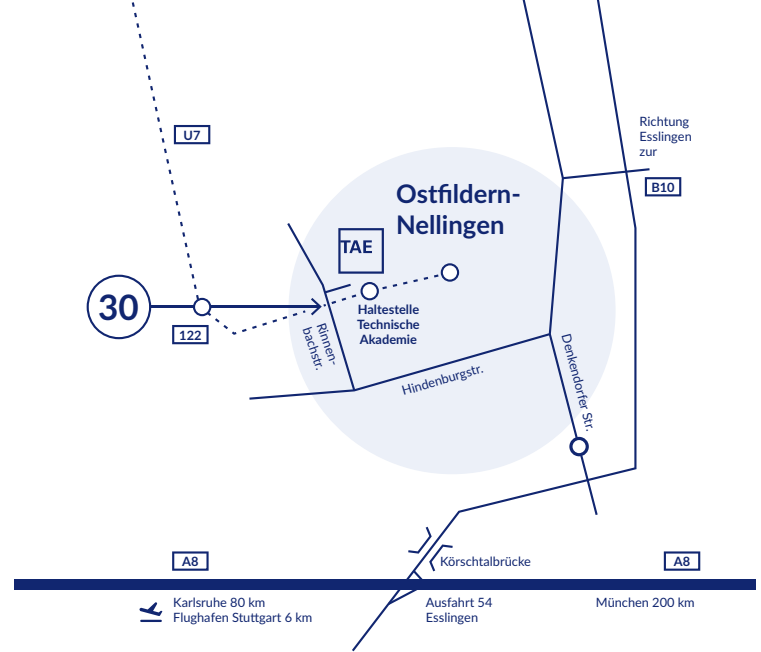 U7
Richtung
Esslingen
zur
B10
Ostfildern-
Nellingen
TAE
30
122
Haltestelle
Technische
Akademie
Rinnen-
bachstr.
Hindenburgstr.
Denkendorfer Str.
A8
Körschtalbrücke
A8
Karlsruhe 80 km
Flughafen Stuttgart 6 km
Ausfahrt 54
Esslingen
München 200 km